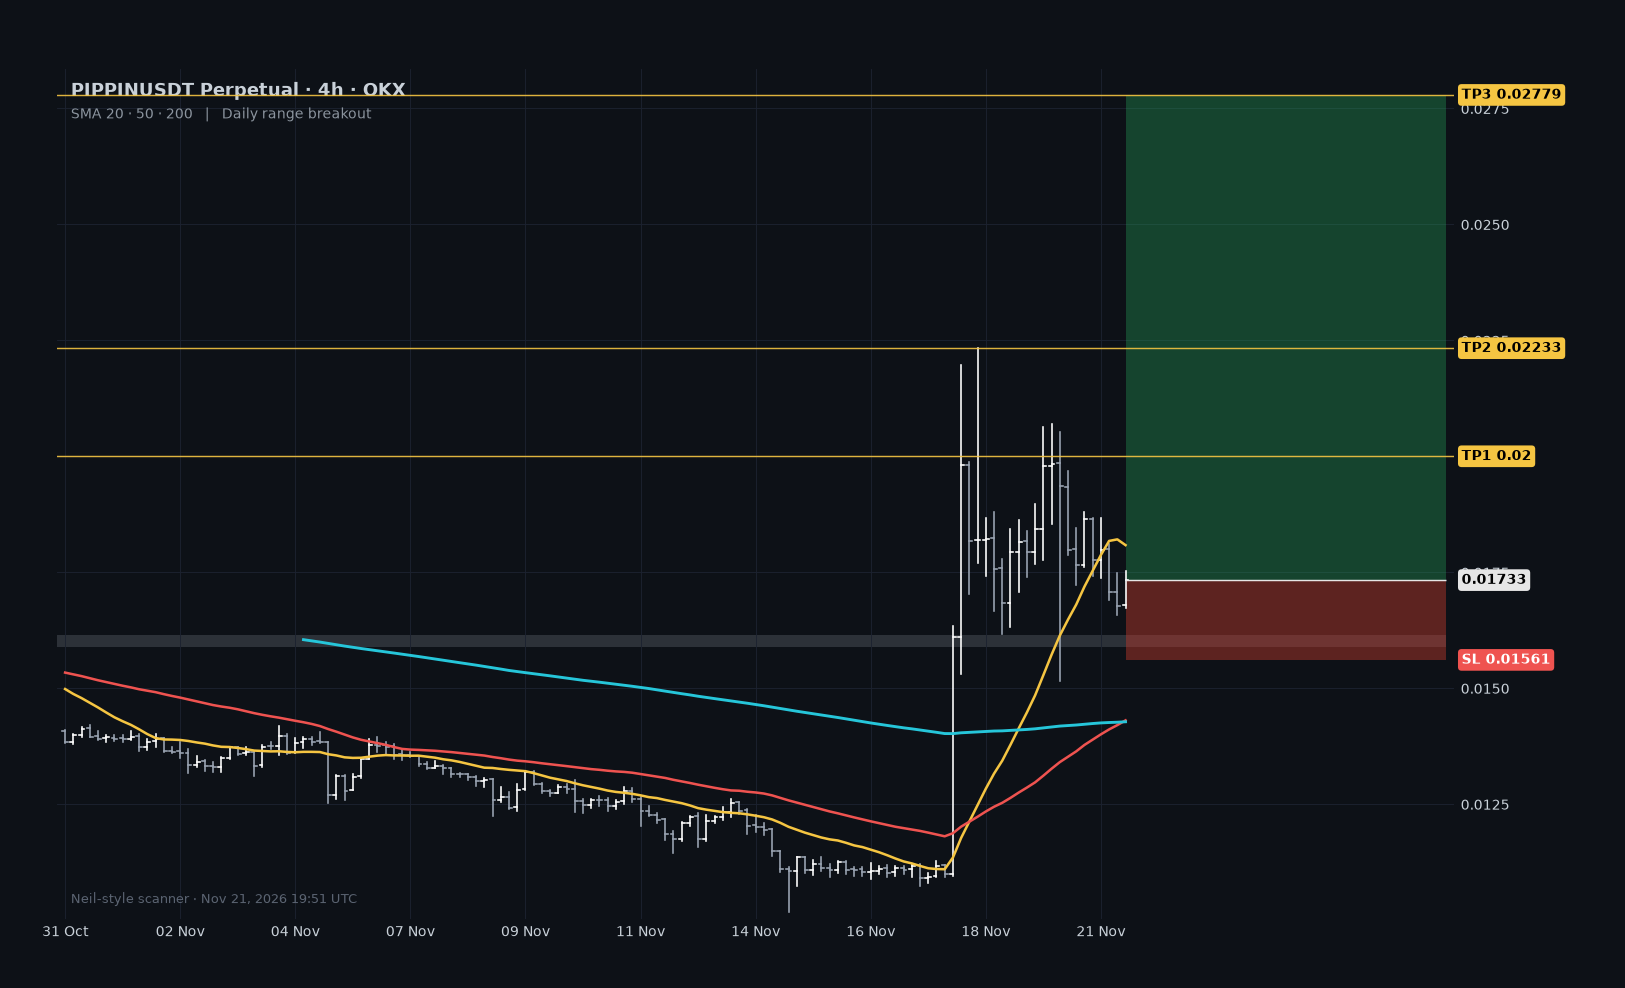 PIPPINUSDT Perpetual · 4h · OKX
SMA 20 · 50 · 200 | Daily range breakout
TP3 0.02779
0.0275
0.0250
TP2 0.02233
TP1 0.02
0.01733
SL 0.01561
0.0150
0.0125
Neil-style scanner · Nov 21, 2026 19:51 UTC
31 Oct 02 Nov 04 Nov 07 Nov 09 Nov 11 Nov 14 Nov 16 Nov 18 Nov 21 Nov